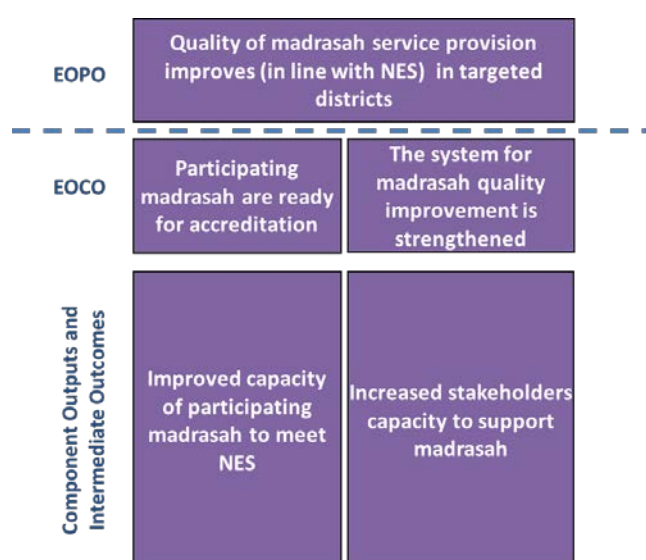 EOPO
Quality of madrasah service provision
improves (in line with NES)  in targeted
districts
EOCO
Participating
madrasah are ready
for accreditation
The system for
madrasah quality
improvement is
strengthened
Component Outputs and
Intermediate Outcomes
Improved capacity
of participating
madrasah to meet
NES
Increased stakeholders
capacity to support
madrasah